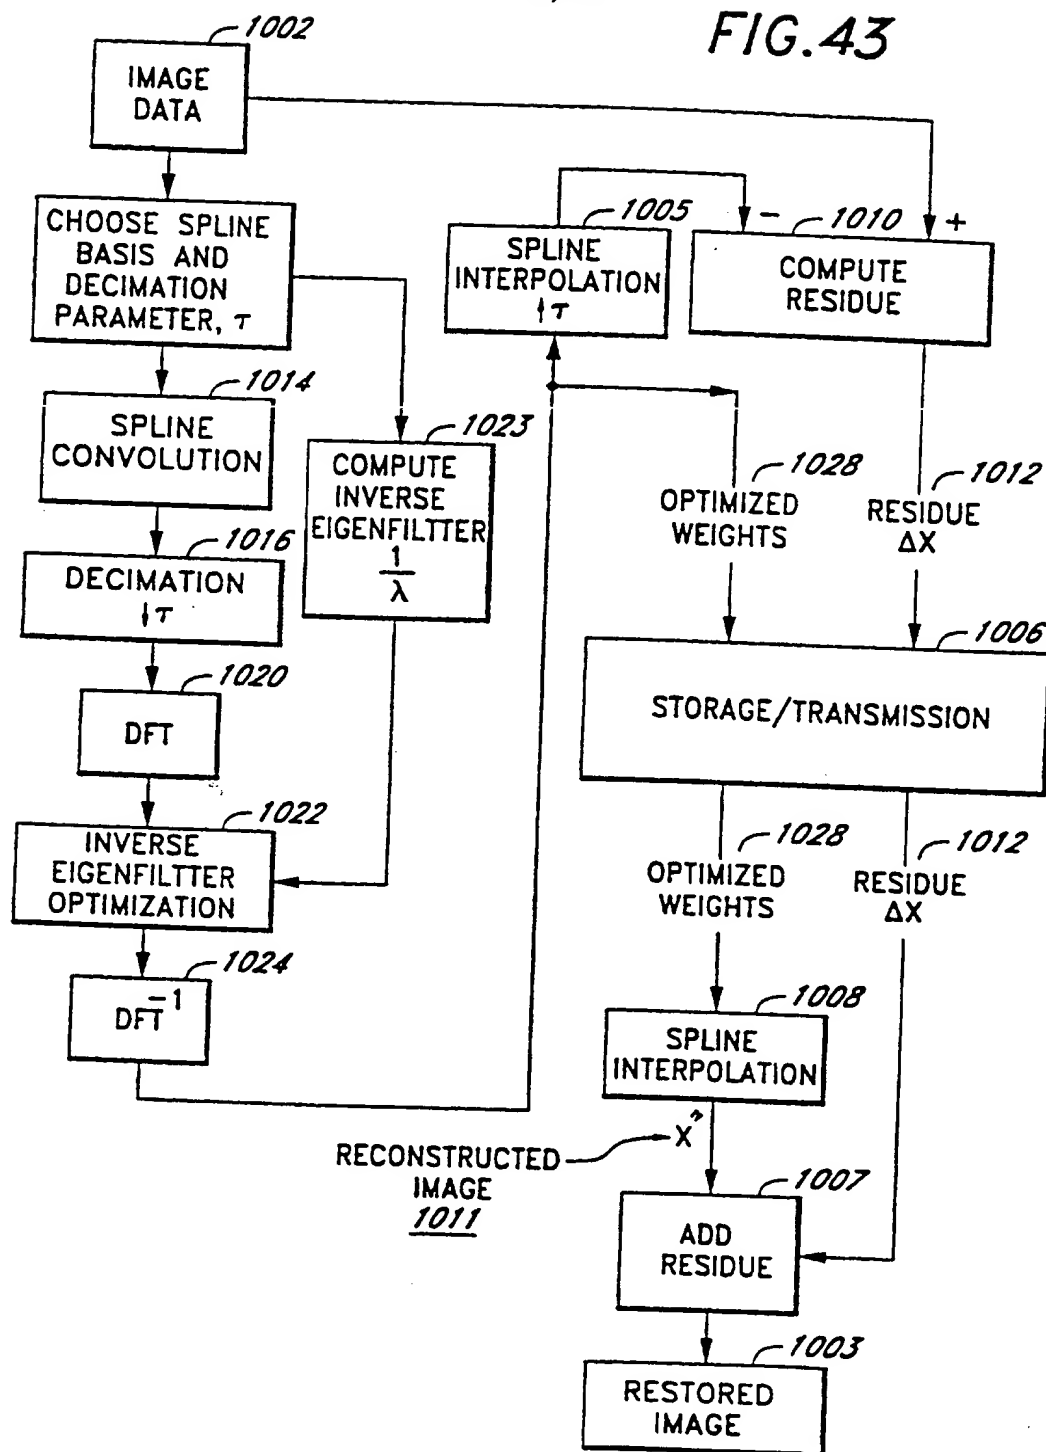 FIG.43
1002
IMAGE
DATA
CHOOSE SPLINE
BASIS AND
DECIMATION
PARAMETER, τ
1014
SPLINE
CONVOLUTION
1016
DECIMATION
↓τ
1020
DFT
1022
INVERSE
EIGENFILTTER
OPTIMIZATION
1024
DFT⁻¹
1023
COMPUTE
INVERSE
EIGENFILTTER
1
λ
1005
SPLINE
INTERPOLATION
↑τ
−
1010
+
COMPUTE
RESIDUE
1028
OPTIMIZED
WEIGHTS
1012
RESIDUE
ΔX
1006
STORAGE/TRANSMISSION
1028
OPTIMIZED
WEIGHTS
1012
RESIDUE
ΔX
1008
SPLINE
INTERPOLATION
X^
RECONSTRUCTED
IMAGE
1011
1007
ADD
RESIDUE
1003
RESTORED
IMAGE